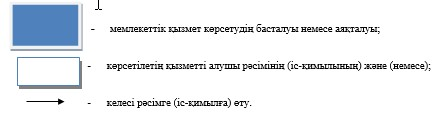 - мемлекеттік қызмет көрсетудің басталуы немесе аяқталуы;
- көрсетілетің қызметті алушы рәсімінің (іс-қимылының) және (немесе);
- келесі рәсімге (іс-қимылға) өту.